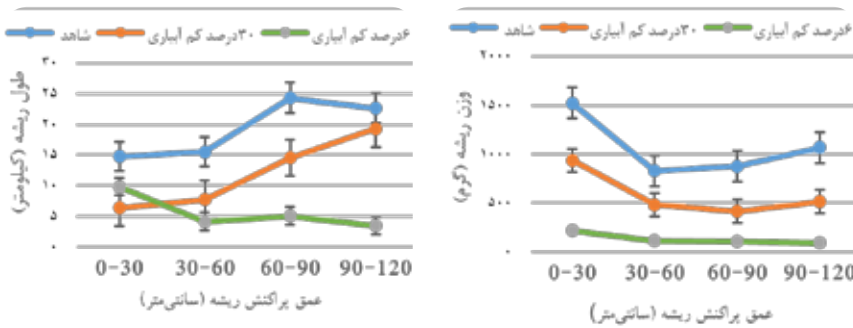 شاهد ۳۰درصد کم آبیاری ۶درصد کم آبیاری
طول ریشه (کیلومتر)
۳۰
۲۵
۲۰
۱۵
۱۰
۵
۰
0-30 30-60 60-90 90-120
عمق پراکنش ریشه (سانتی‌متر)
شاهد ۳۰درصد کم آبیاری ۶درصد کم آبیاری
وزن ریشه (گرم)
۲۰۰۰
۱۵۰۰
۱۰۰۰
۵۰۰
۰
0-30 30-60 60-90 90-120
عمق پراکنش ریشه (سانتی‌متر)